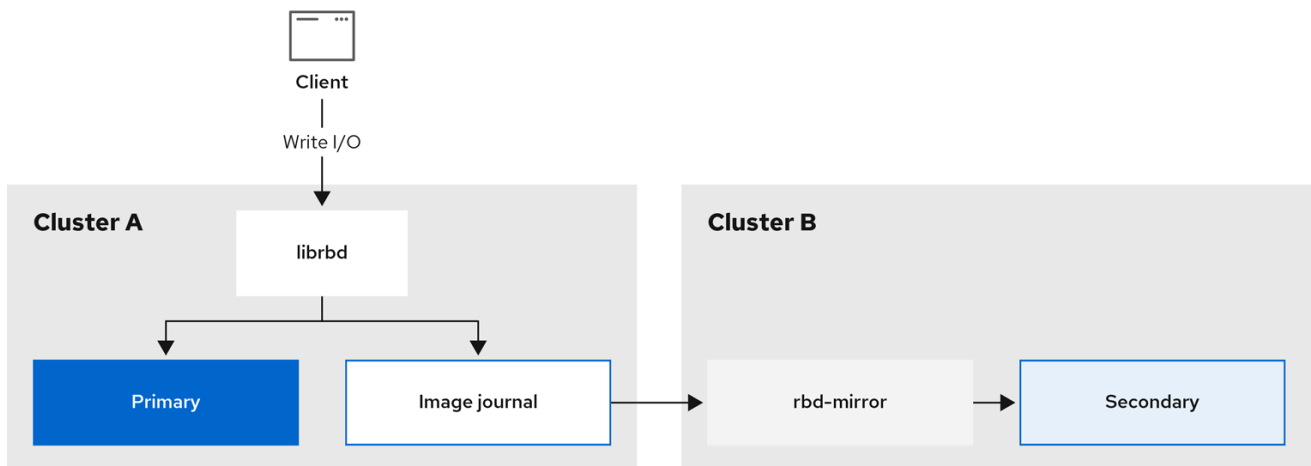 Client
Write I/O
Cluster A
Cluster B
librbd
Primary
Image journal
rbd-mirror
Secondary